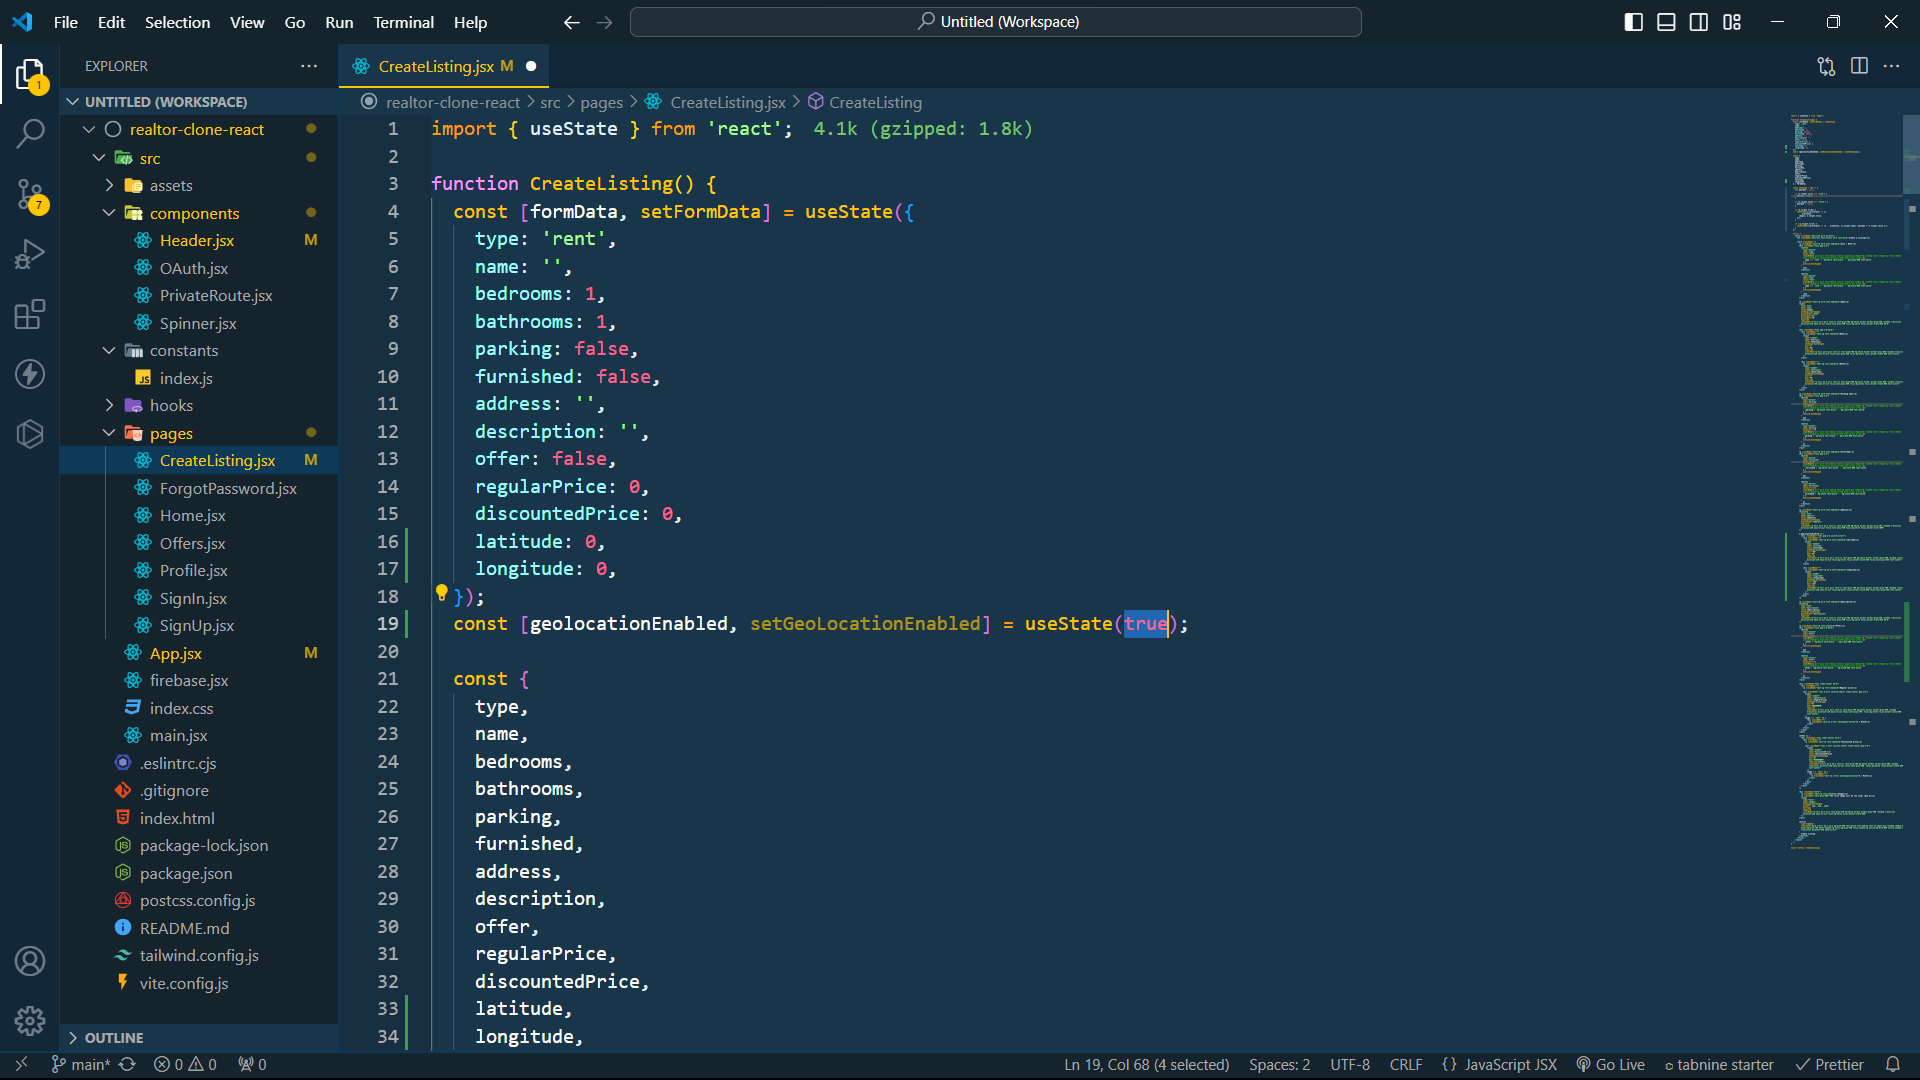 File Edit Selection View Go Run Terminal Help
Untitled (Workspace)
EXPLORER
CreateListing.jsx M
UNTITLED (WORKSPACE)
realtor-clone-react
src
assets
components
Header.jsx M
OAuth.jsx
PrivateRoute.jsx
Spinner.jsx
constants
JS index.js
hooks
pages
CreateListing.jsx M
ForgotPassword.jsx
Home.jsx
Offers.jsx
Profile.jsx
SignIn.jsx
SignUp.jsx
App.jsx M
firebase.jsx
index.css
main.jsx
.eslintrc.cjs
.gitignore
index.html
package-lock.json
package.json
postcss.config.js
README.md
tailwind.config.js
vite.config.js
OUTLINE
1
7
realtor-clone-react > src > pages > CreateListing.jsx > CreateListing
1 import { useState } from 'react'; 4.1k (gzipped: 1.8k)
2
3 function CreateListing() {
4 const [formData, setFormData] = useState({
5 type: 'rent',
6 name: '',
7 bedrooms: 1,
8 bathrooms: 1,
9 parking: false,
10 furnished: false,
11 address: '',
12 description: '',
13 offer: false,
14 regularPrice: 0,
15 discountedPrice: 0,
16 latitude: 0,
17 longitude: 0,
18 });
19 const [geolocationEnabled, setGeoLocationEnabled] = useState(true);
20
21 const {
22 type,
23 name,
24 bedrooms,
25 bathrooms,
26 parking,
27 furnished,
28 address,
29 description,
30 offer,
31 regularPrice,
32 discountedPrice,
33 latitude,
34 longitude,
main* 0 0 0
Ln 19, Col 68 (4 selected) Spaces: 2 UTF-8 CRLF {} JavaScript JSX Go Live tabnine starter Prettier